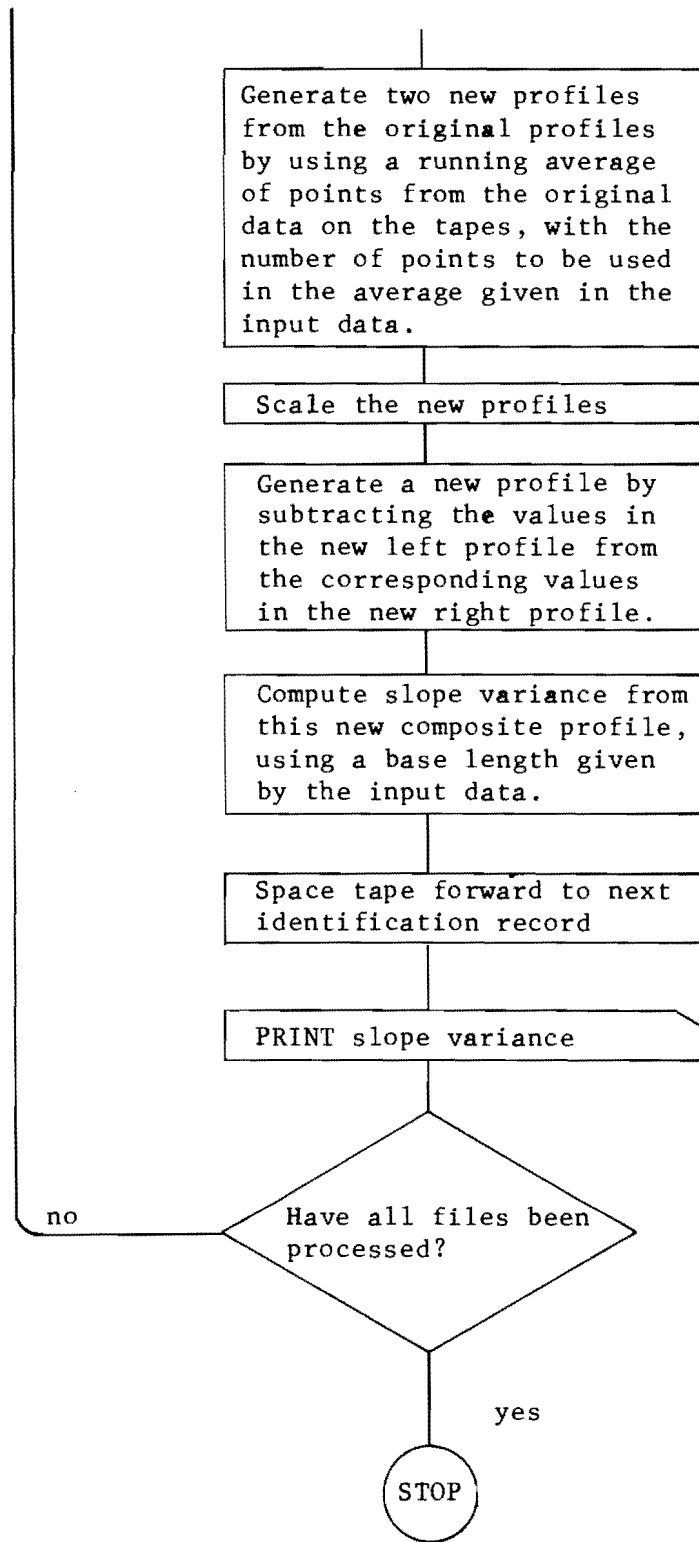 Generate two new profiles
from the original profiles
by using a running average
of points from the original
data on the tapes, with the
number of points to be used
in the average given in the
input data.
Scale the new profiles
Generate a new profile by
subtracting the values in
the new left profile from
the corresponding values
in the new right profile.
Compute slope variance from
this new composite profile,
using a base length given
by the input data.
Space tape forward to next
identification record
PRINT slope variance
Have all files been
processed?
no
yes
STOP